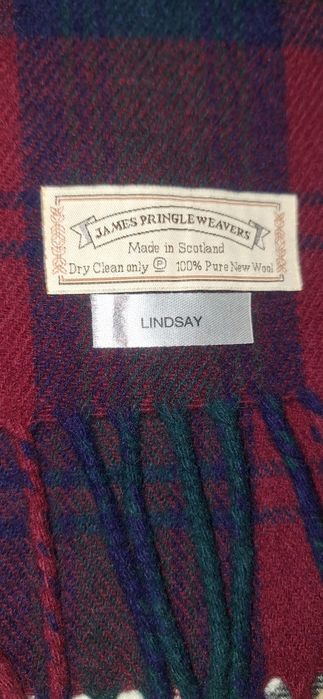 JAMES PRINGLE WEAVERS
Made in Scotland
Dry Clean only Ⓟ 100% Pure New Wool
LINDSAY